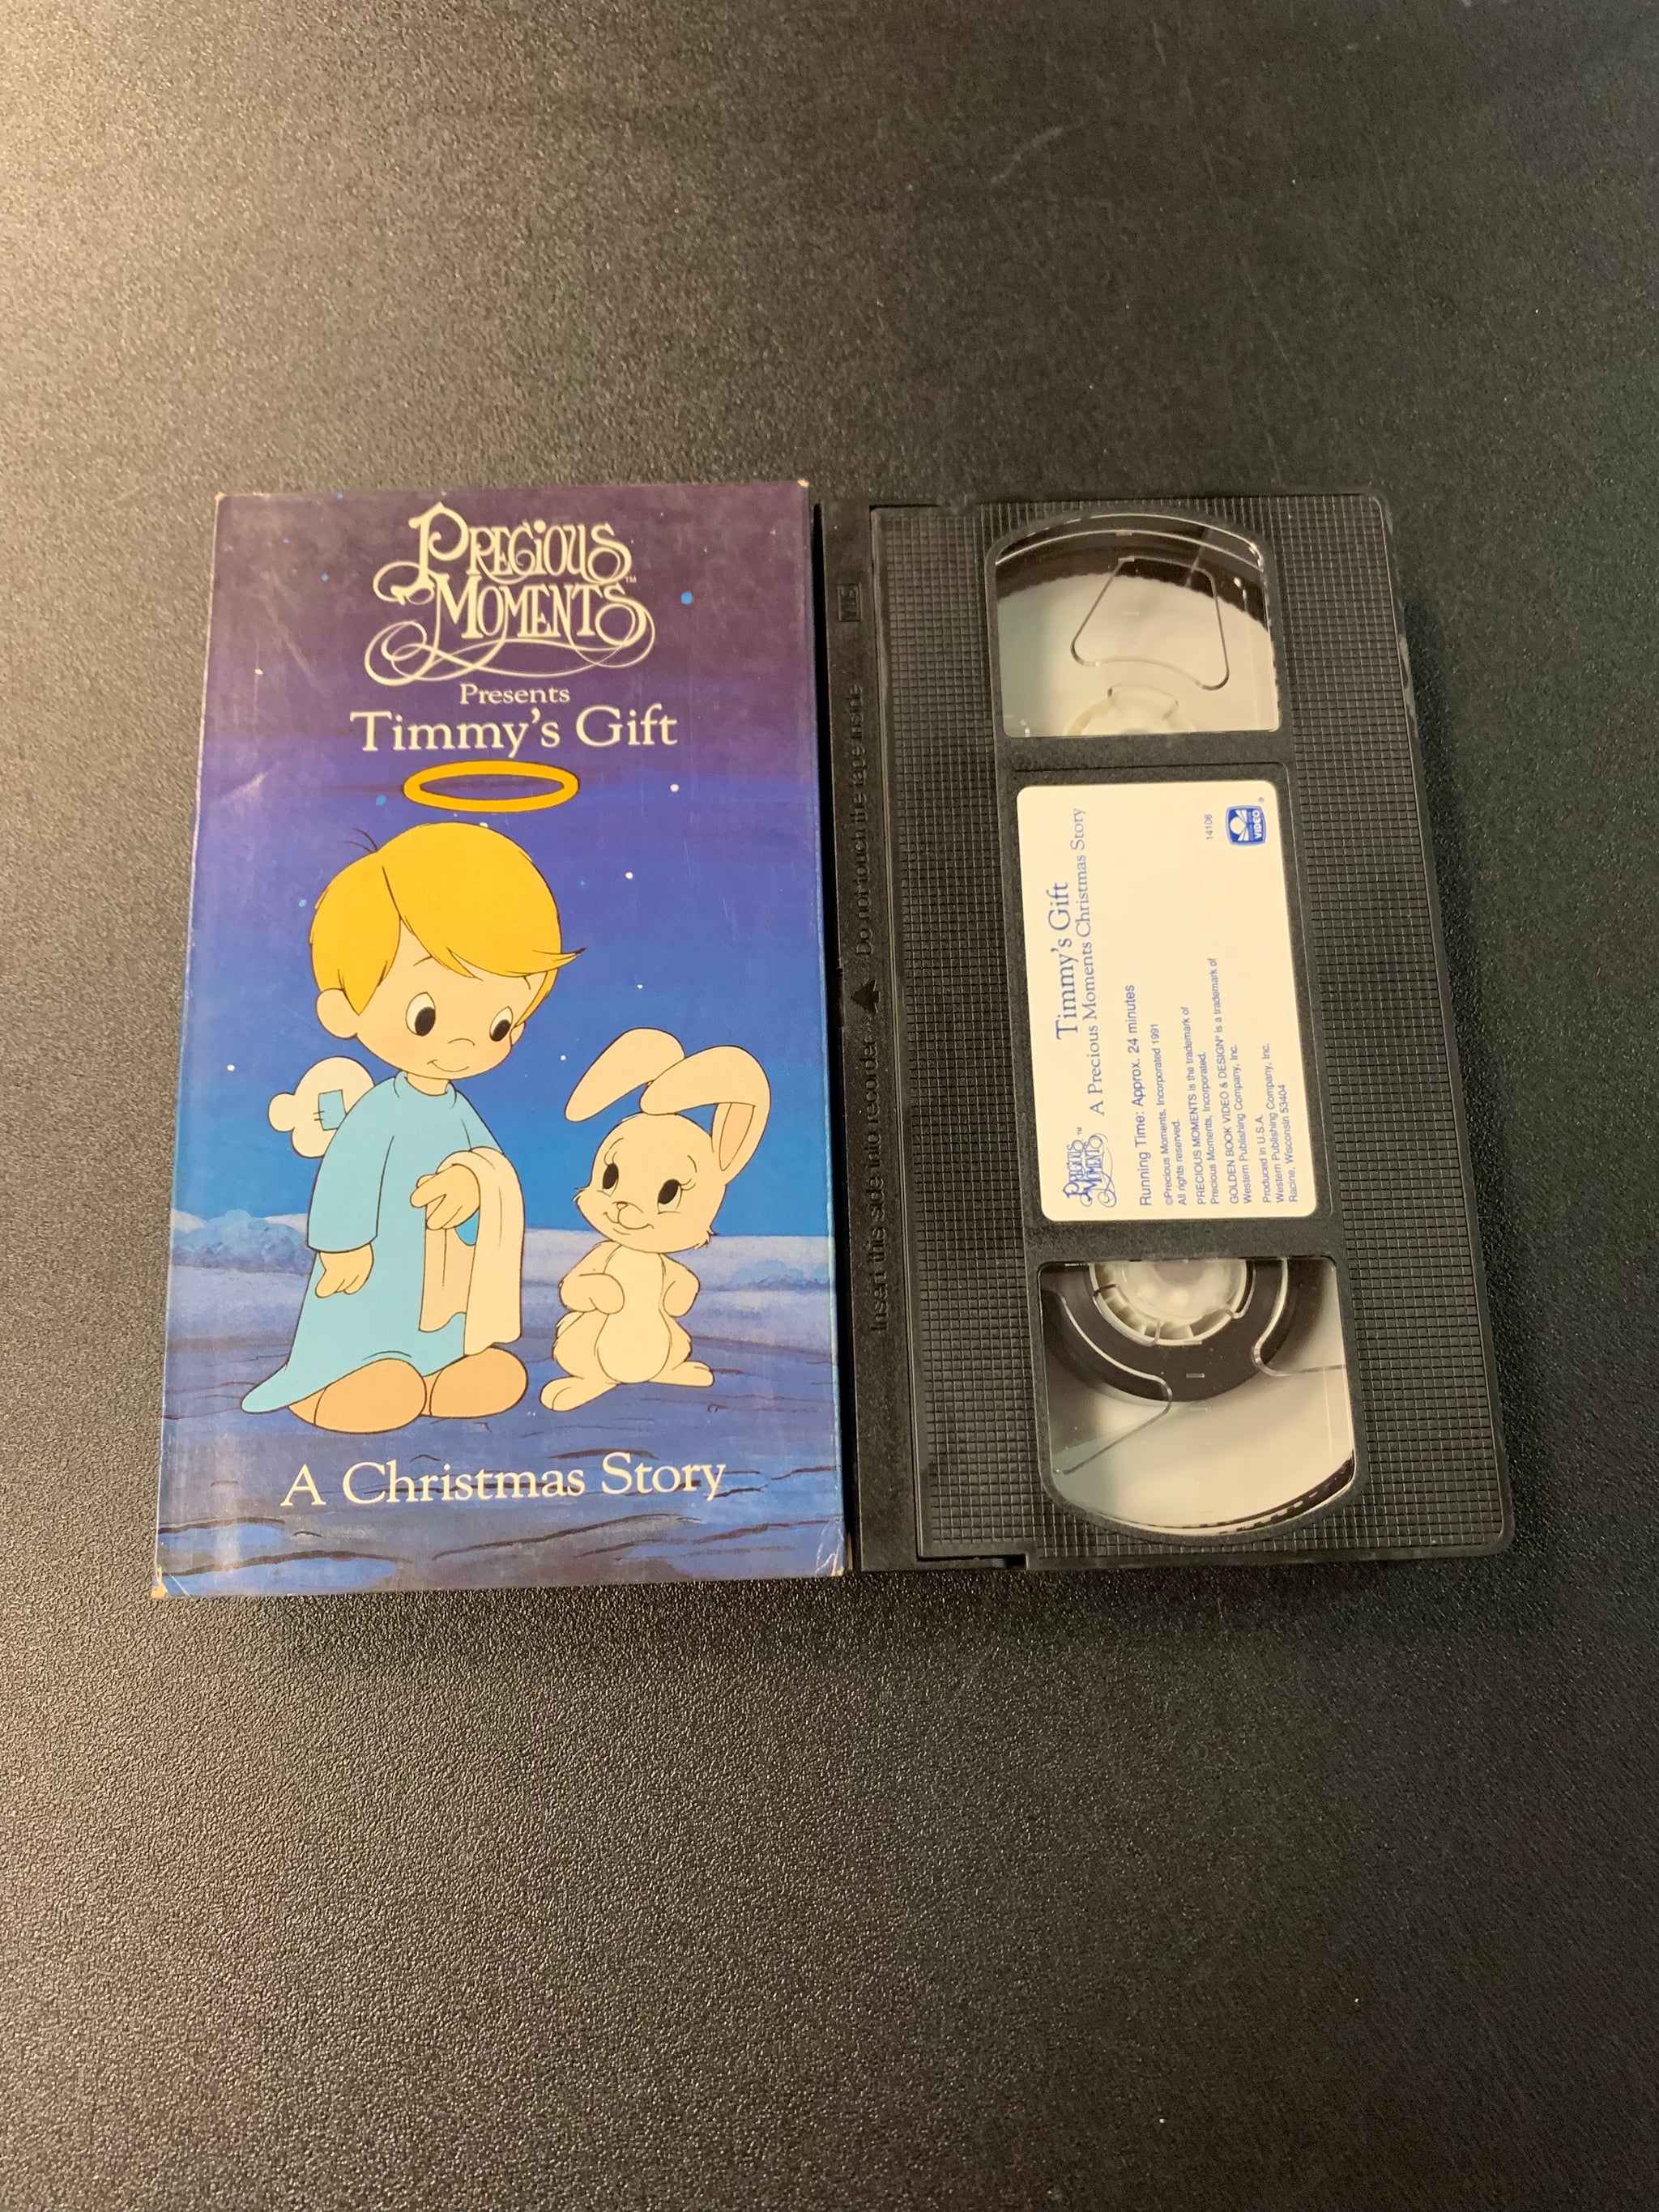 PRECIOUS
MOMENTS™
Presents
Timmy's Gift
A Christmas Story
Insert this side into recorder ▲ Do not touch the tape inside
PRECIOUS
MOMENTS™
Timmy's Gift
A Precious Moments Christmas Story
Running Time: Approx. 24 minutes
©Precious Moments, Incorporated 1991
All rights reserved.
PRECIOUS MOMENTS is the trademark of
Precious Moments, Incorporated.
GOLDEN BOOK VIDEO & DESIGN® is a trademark of
Western Publishing Company, Inc.
Produced in U.S.A.
Western Publishing Company, Inc.
Racine, Wisconsin 53404
14106
VIDEO®